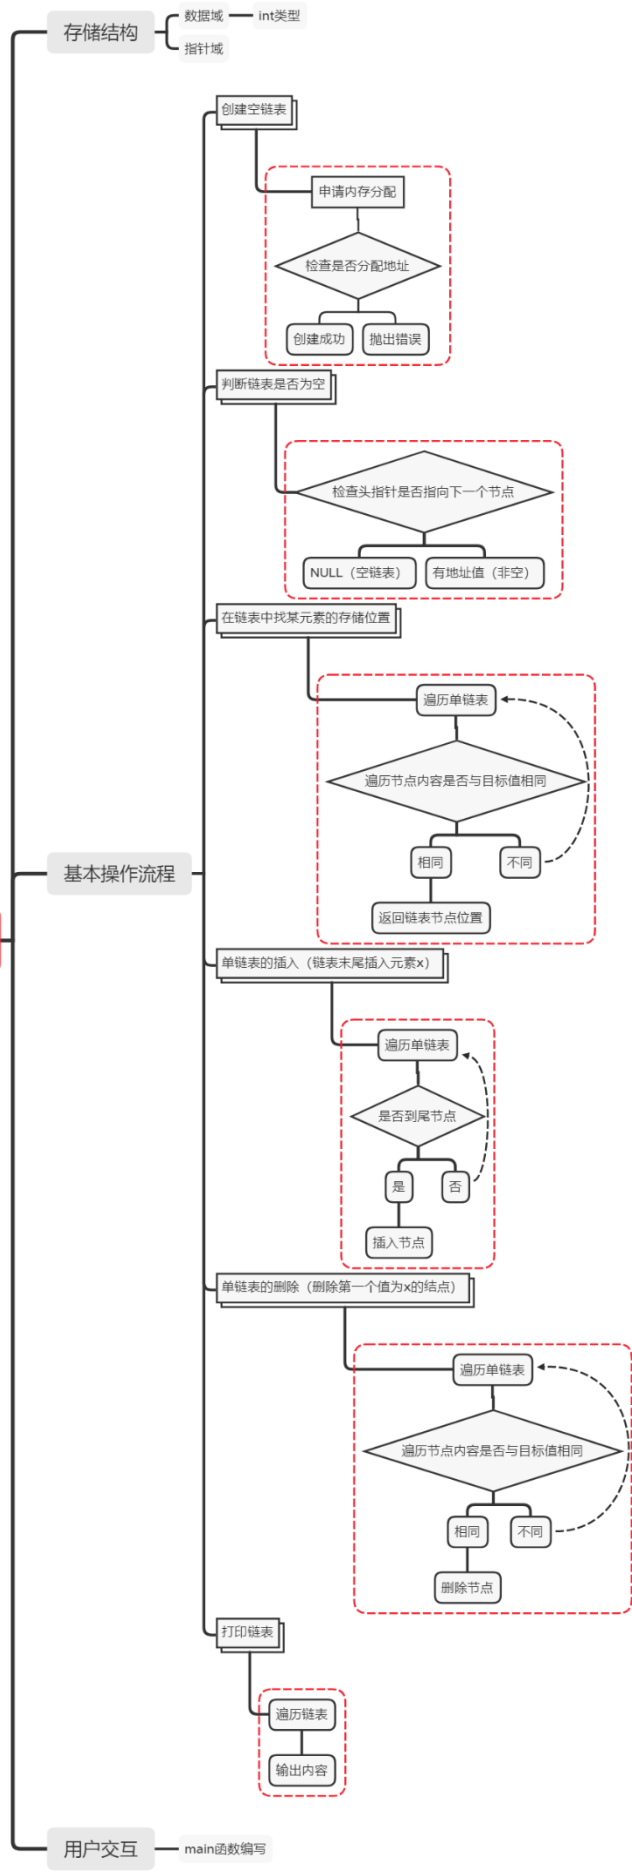 存储结构
数据域
int类型
指针域
创建空链表
申请内存分配
检查是否分配地址
创建成功
抛出错误
判断链表是否为空
检查头指针是否指向下一个节点
NULL（空链表）
有地址值（非空）
在链表中找某元素的存储位置
遍历单链表
遍历节点内容是否与目标值相同
基本操作流程
相同
不同
返回链表节点位置
单链表的插入（链表末尾插入元素x）
遍历单链表
是否到尾节点
是
否
插入节点
单链表的删除（删除第一个值为x的结点）
遍历单链表
遍历节点内容是否与目标值相同
相同
不同
删除节点
打印链表
遍历链表
输出内容
用户交互
main函数编写